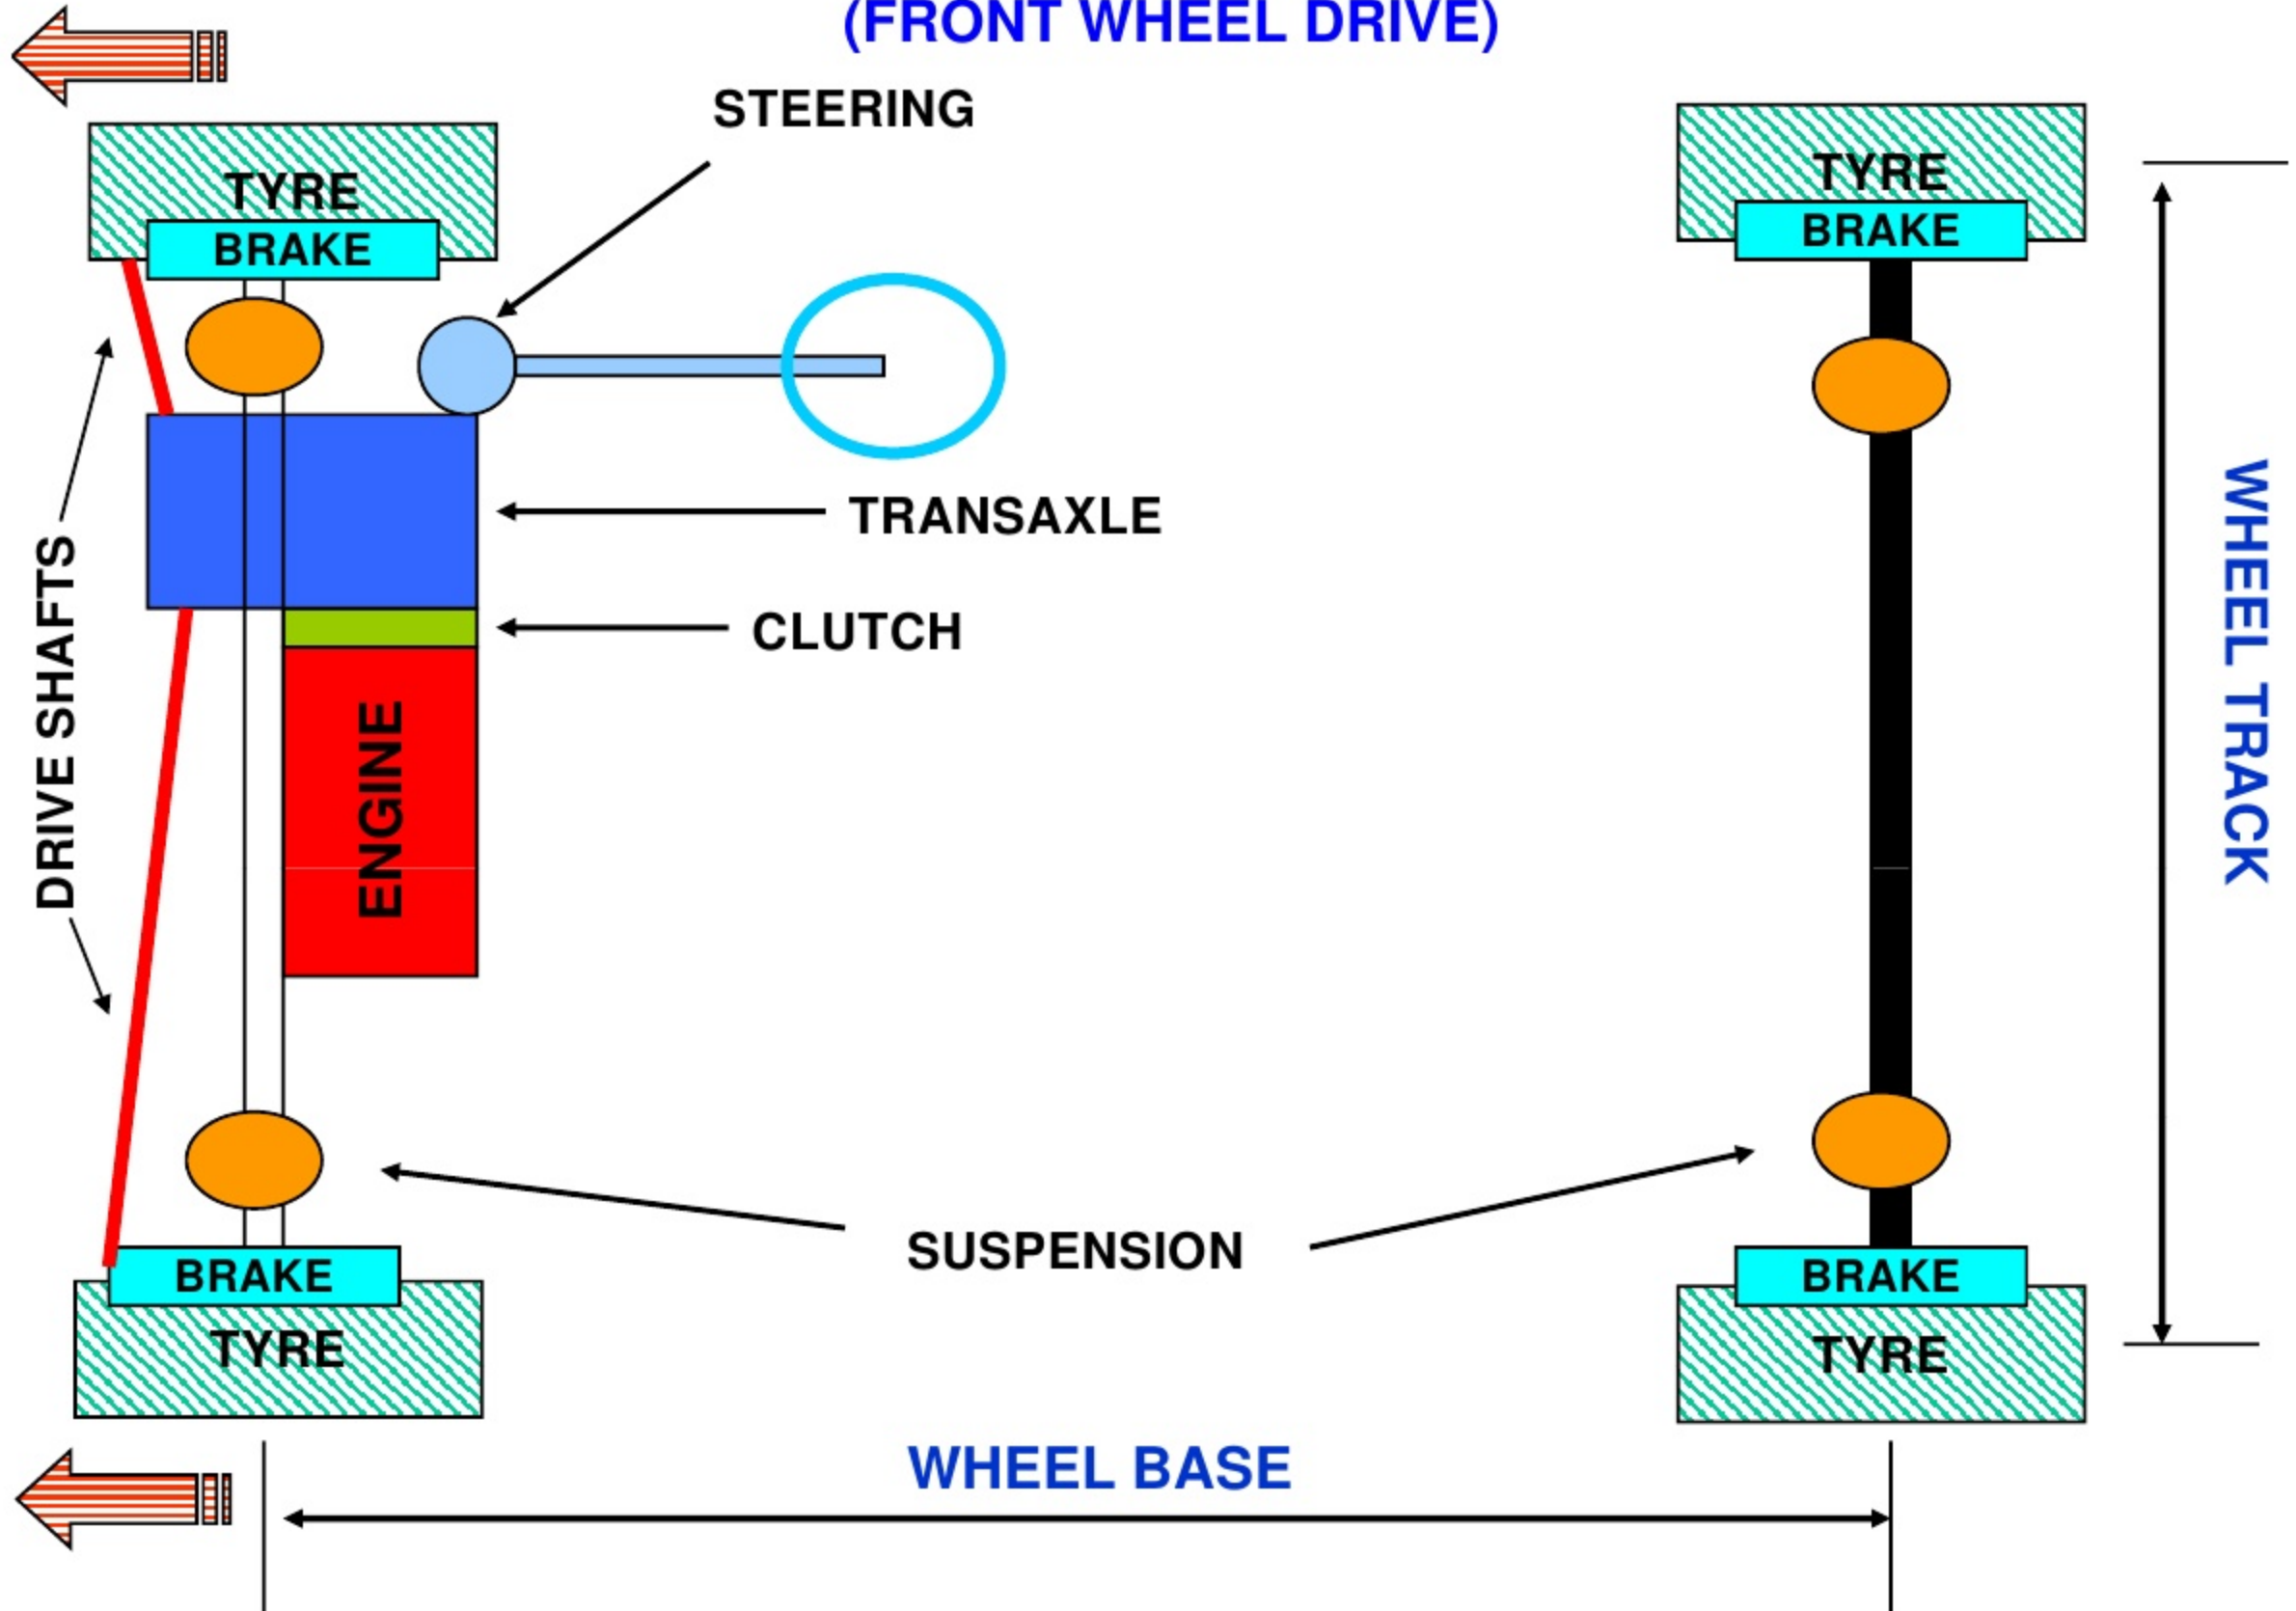 (FRONT WHEEL DRIVE)
STEERING
TYRE
BRAKE
TYRE
BRAKE
TRANSAXLE
CLUTCH
DRIVE SHAFTS
ENGINE
WHEEL TRACK
SUSPENSION
BRAKE
TYRE
BRAKE
TYRE
WHEEL BASE